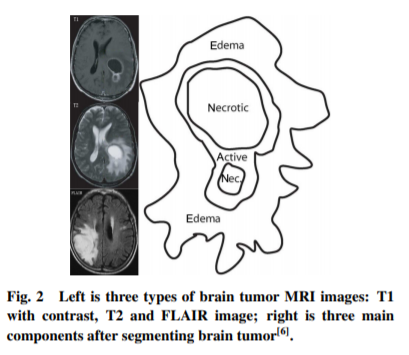 T1
T2
FLAIR
Edema
Necrotic
Active
Nec.
Edema
Fig. 2 Left is three types of brain tumor MRI images: T1
with contrast, T2 and FLAIR image; right is three main
components after segmenting brain tumor[6].